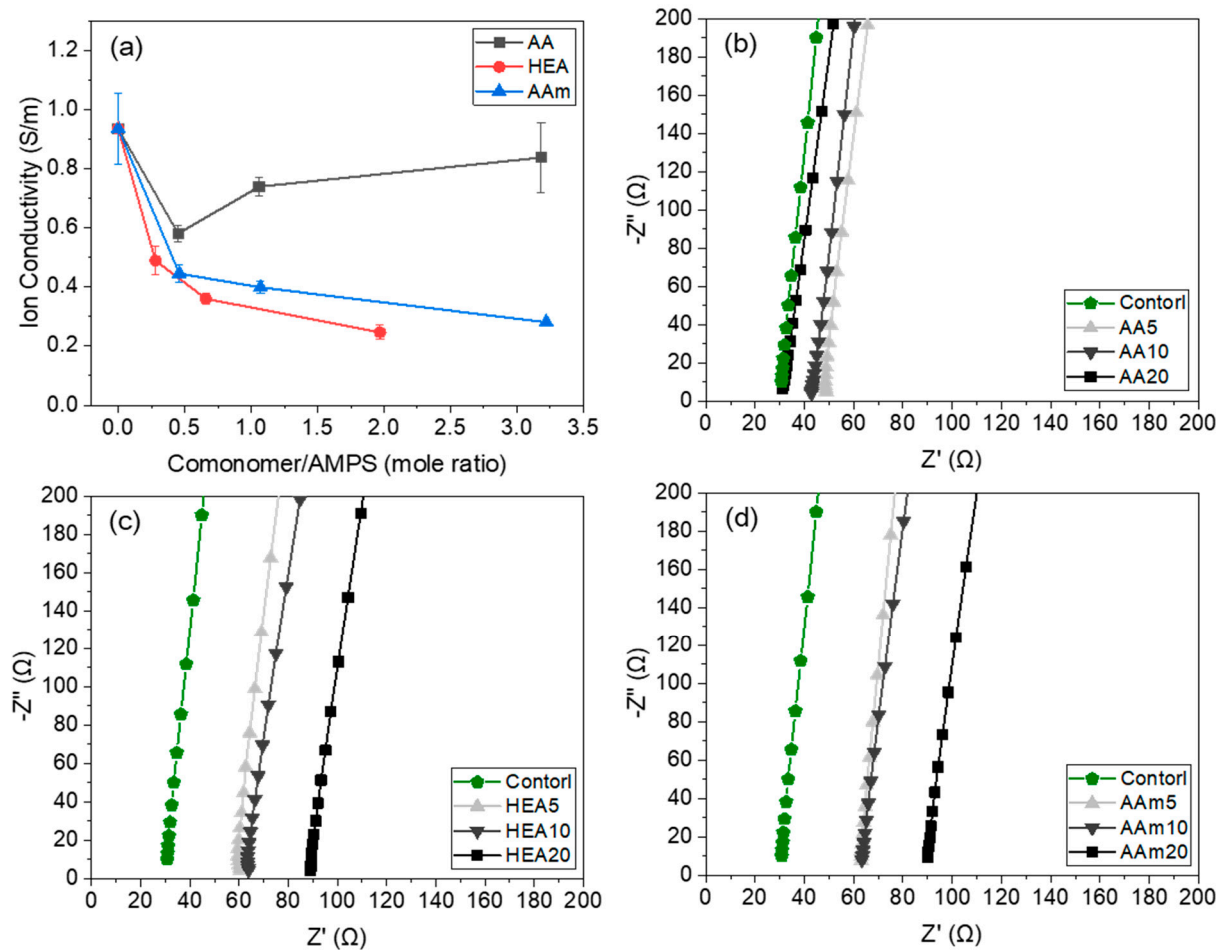 (a)
AA
HEA
AAm
Ion Conductivity (S/m)
1.2
1.0
0.8
0.6
0.4
0.2
0.0
0.0 0.5 1.0 1.5 2.0 2.5 3.0 3.5
Comonomer/AMPS (mole ratio)
(b)
-Z" (Ω)
200
180
160
140
120
100
80
60
40
20
0
Contorl
AA5
AA10
AA20
0 20 40 60 80 100 120 140 160 180 200
Z' (Ω)
(c)
-Z" (Ω)
200
180
160
140
120
100
80
60
40
20
0
Contorl
HEA5
HEA10
HEA20
0 20 40 60 80 100 120 140 160 180 200
Z' (Ω)
(d)
-Z" (Ω)
200
180
160
140
120
100
80
60
40
20
0
Contorl
AAm5
AAm10
AAm20
0 20 40 60 80 100 120 140 160 180 200
Z' (Ω)